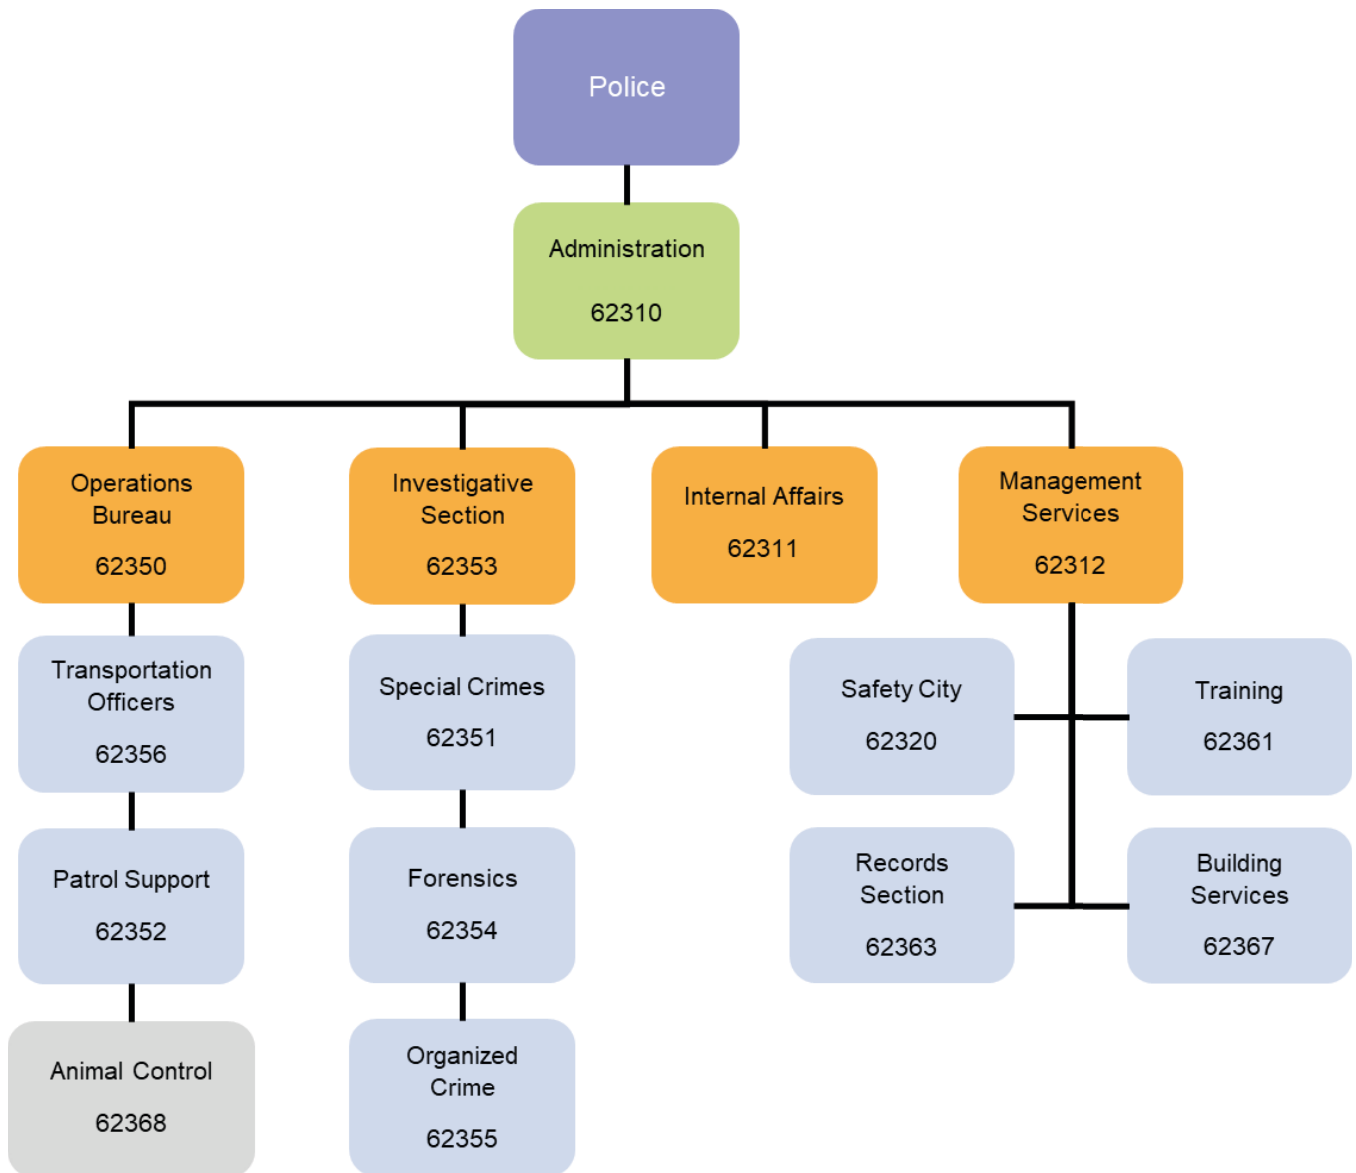 Police
Administration
62310
Operations
Bureau
62350
Investigative
Section
62353
Internal Affairs
62311
Management
Services
62312
Transportation
Officers
62356
Special Crimes
62351
Safety City
62320
Training
62361
Patrol Support
62352
Forensics
62354
Records
Section
62363
Building
Services
62367
Animal Control
62368
Organized
Crime
62355